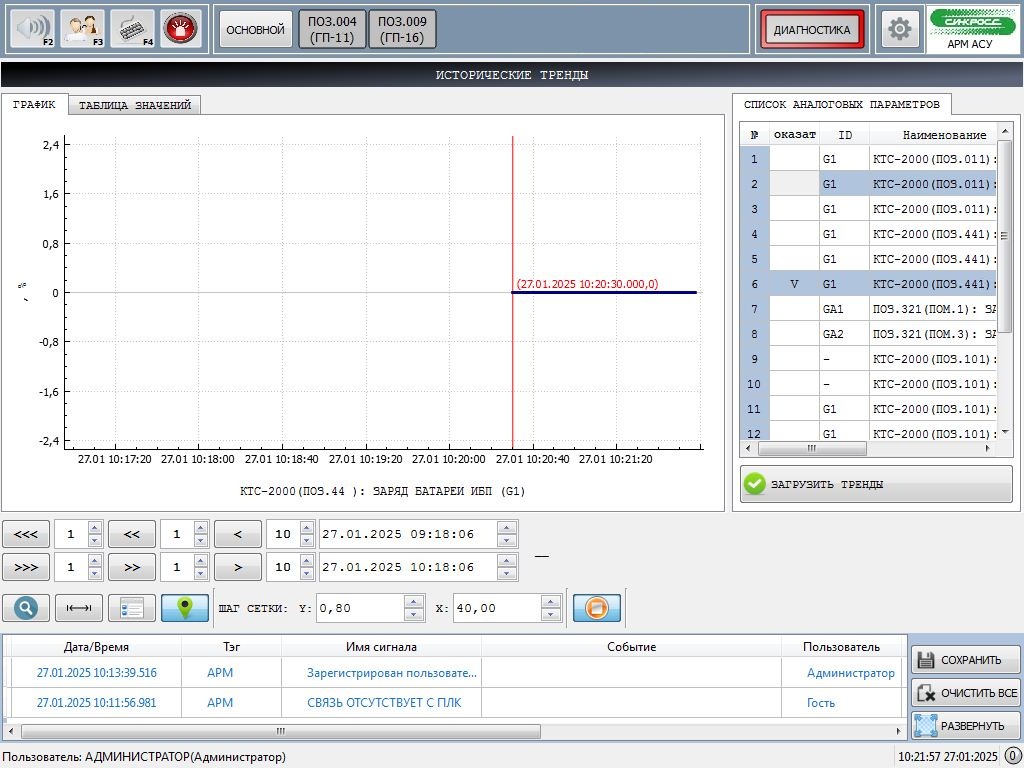 F2
F3
F4
ОСНОВНОЙ
ПОЗ.004
(ГП-11)
ПОЗ.009
(ГП-16)
ДИАГНОСТИКА
СИКРОСС
АРМ АСУ
ИСТОРИЧЕСКИЕ ТРЕНДЫ
ГРАФИК
ТАБЛИЦА ЗНАЧЕНИЙ
СПИСОК АНАЛОГОВЫХ ПАРАМЕТРОВ
2,4
1,6
0,8
0
-0,8
-1,6
-2,4
, %
(27.01.2025 10:20:30.000,0)
27.01 10:17:20 27.01 10:18:00 27.01 10:18:40 27.01 10:19:20 27.01 10:20:00 27.01 10:20:40 27.01 10:21:20
КТС-2000(ПОЗ.44 ): ЗАРЯД БАТАРЕИ ИБП (G1)
№ оказат ID Наименование
1 G1 КТС-2000(ПОЗ.011):
2 G1 КТС-2000(ПОЗ.011):
3 G1 КТС-2000(ПОЗ.011):
4 G1 КТС-2000(ПОЗ.441):
5 G1 КТС-2000(ПОЗ.441):
6 V G1 КТС-2000(ПОЗ.441):
7 GA1 ПОЗ.321(ПОМ.1): ЗА
8 GA2 ПОЗ.321(ПОМ.3): ЗА
9 - КТС-2000(ПОЗ.101):
10 - КТС-2000(ПОЗ.101):
11 G1 КТС-2000(ПОЗ.101):
12 G1 КТС-2000(ПОЗ.101):
ЗАГРУЗИТЬ ТРЕНДЫ
<<< 1 << 1 < 10 27.01.2025 09:18:06
—
>>> 1 >> 1 > 10 27.01.2025 10:18:06
ШАГ СЕТКИ: Y: 0,80 X: 40,00
Дата/Время Тэг Имя сигнала Событие Пользователь
27.01.2025 10:13:39.516 АРМ Зарегистрирован пользовате... Администратор
27.01.2025 10:11:56.981 АРМ СВЯЗЬ ОТСУТСТВУЕТ С ПЛК Гость
СОХРАНИТЬ
ОЧИСТИТЬ ВСЕ
РАЗВЕРНУТЬ
Пользователь: АДМИНИСТРАТОР(Администратор)
10:21:57 27:01:2025 0